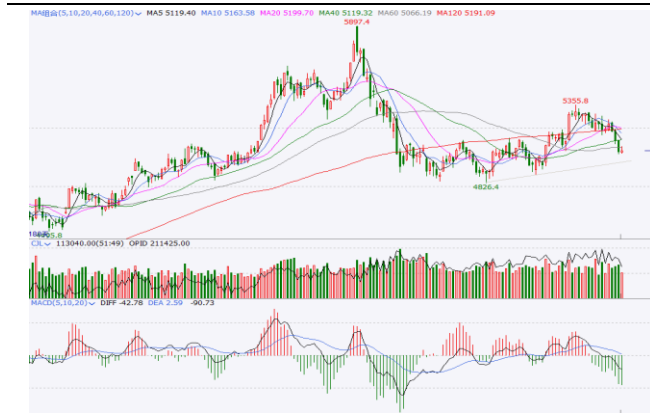 MA组合(5,10,20,40,60,120) MA5 5119.40 MA10 5163.58 MA20 5199.70 MA40 5119.32 MA60 5066.19 MA120 5191.09
5897.4
5355.8
4826.4
CJL 113040.00(51:49) OPID 211425.00
MACD(5,10,20) DIFF -42.78 DEA 2.59 -90.73